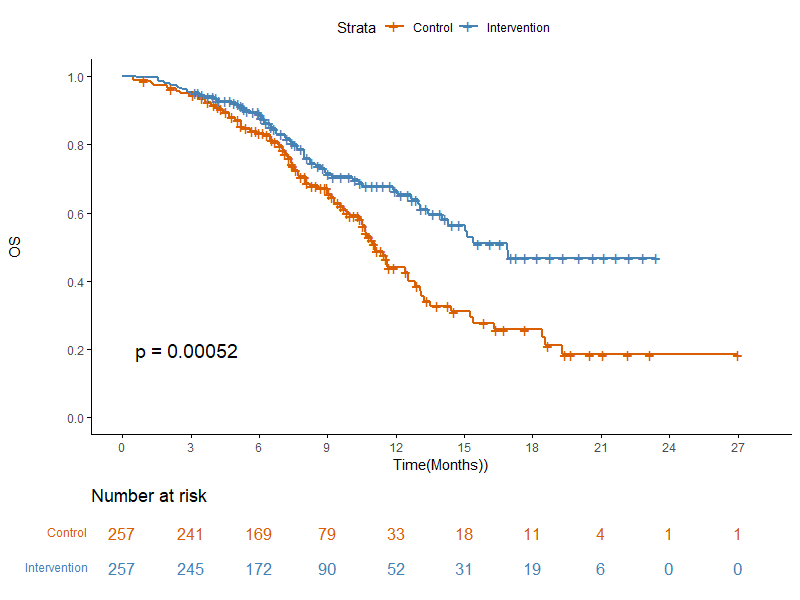 Strata Control Intervention
OS
1.0
0.8
0.6
0.4
0.2
0.0
p = 0.00052
0 3 6 9 12 15 18 21 24 27
Time(Months))
Number at risk
Control 257 241 169 79 33 18 11 4 1 1
Intervention 257 245 172 90 52 31 19 6 0 0